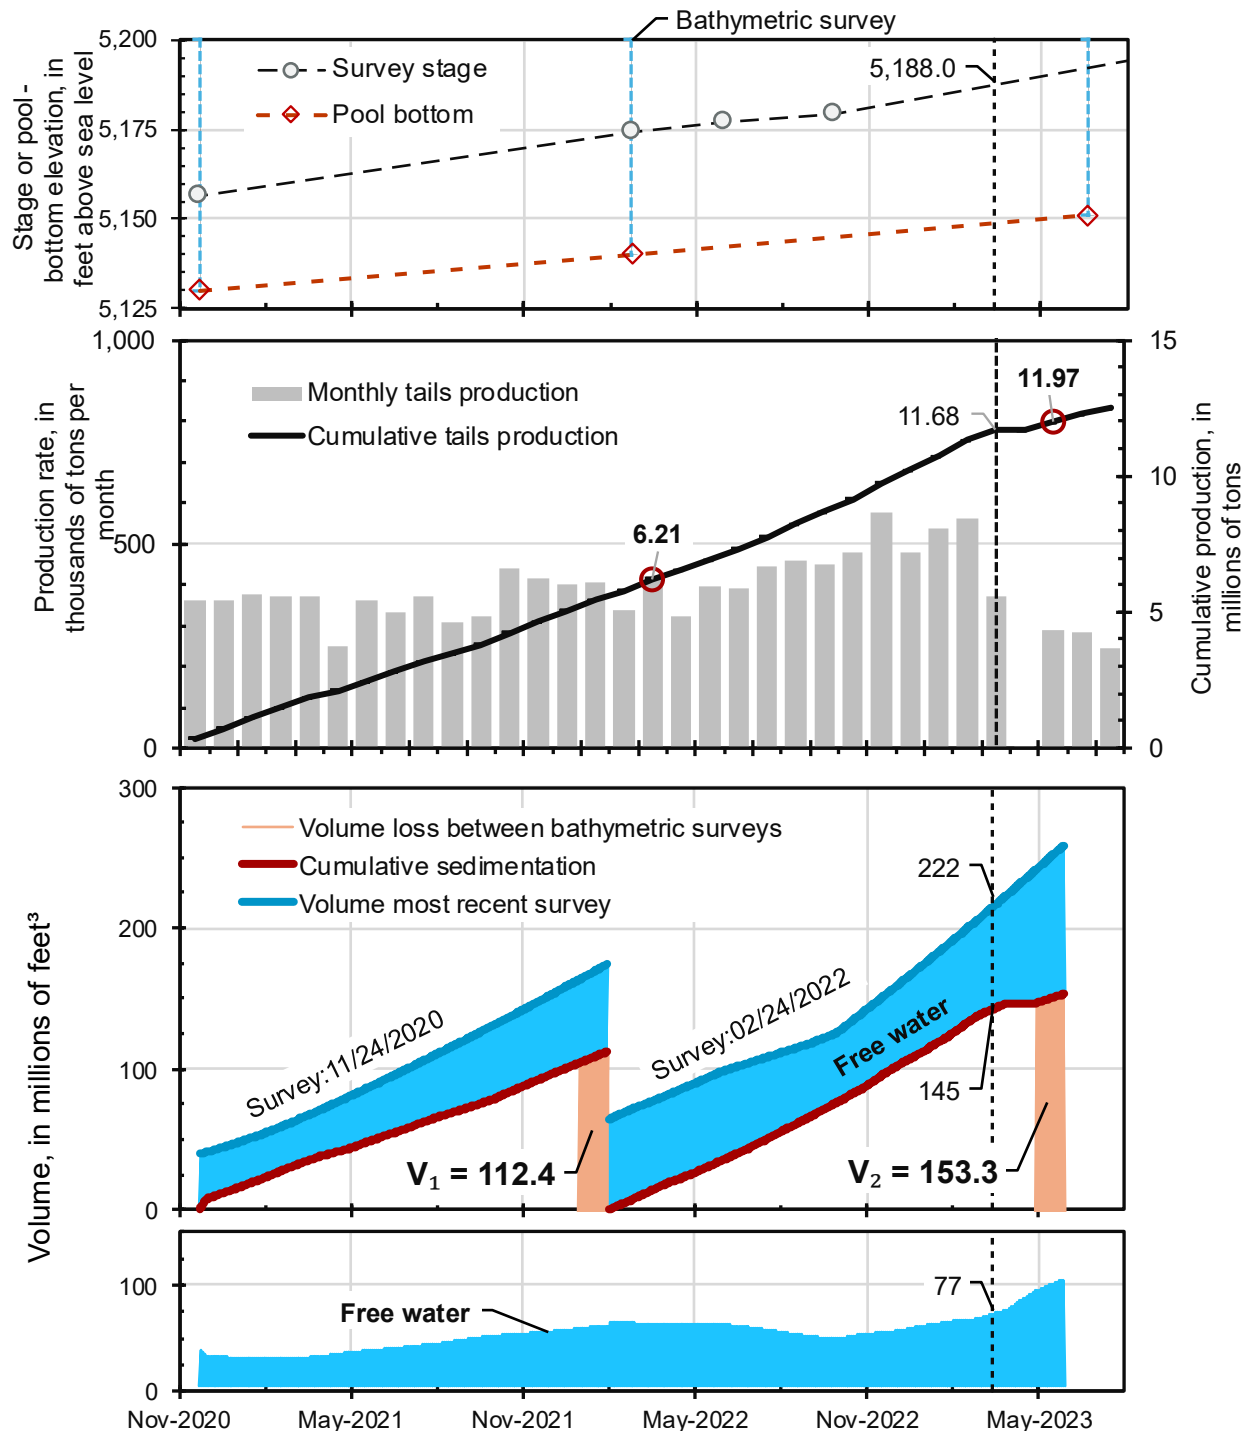 Bathymetric survey
5,200
5,175
5,150
5,125
Stage or pool-
bottom elevation, in
feet above sea level
Survey stage
Pool bottom
5,188.0
1,000
500
0
Production rate, in
thousands of tons per
month
Monthly tails production
Cumulative tails production
6.21
11.68
11.97
15
10
5
0
Cumulative production, in
millions of tons
300
200
100
0
Volume, in millions of feet³
Volume loss between bathymetric surveys
Cumulative sedimentation
Volume most recent survey
Survey:11/24/2020
Survey:02/24/2022
Free water
222
145
V₁ = 112.4
V₂ = 153.3
100
0
Free water
77
Nov-2020
May-2021
Nov-2021
May-2022
Nov-2022
May-2023